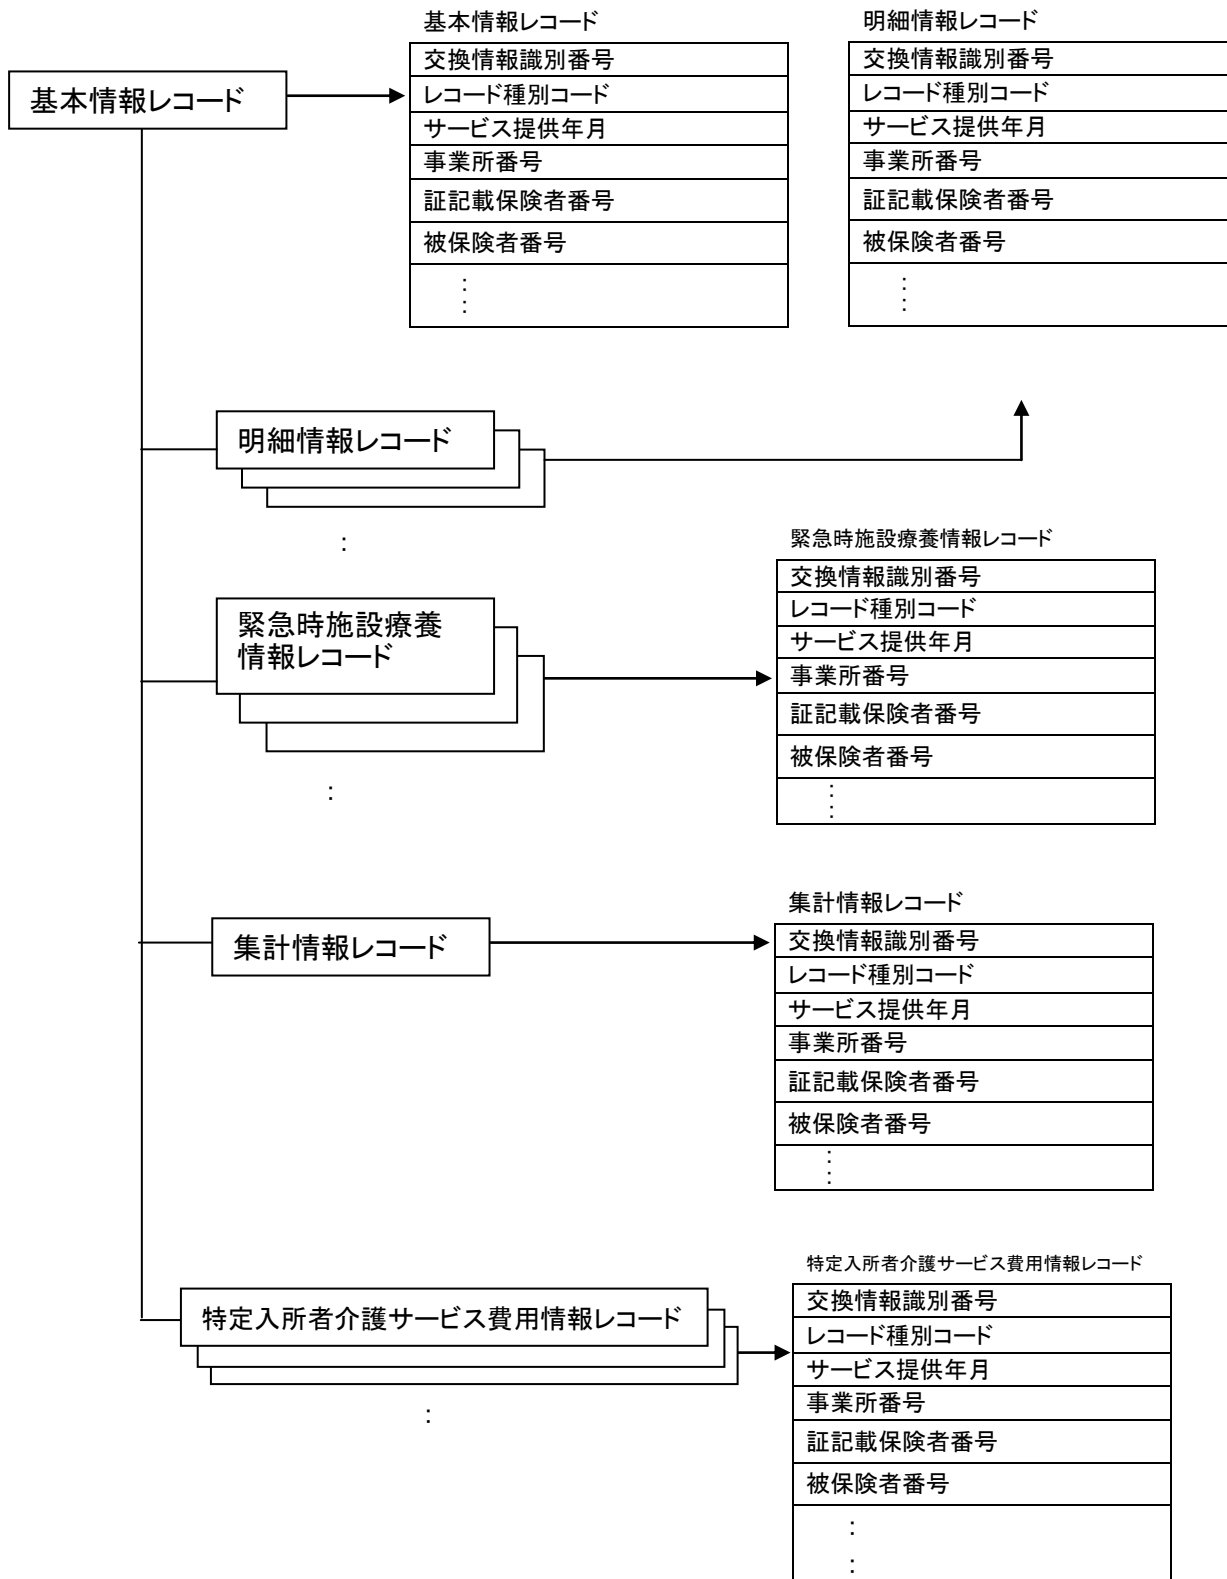 基本情報レコード
基本情報レコード
交換情報識別番号
レコード種別コード
サービス提供年月
事業所番号
証記載保険者番号
被保険者番号
:
:
明細情報レコード
交換情報識別番号
レコード種別コード
サービス提供年月
事業所番号
証記載保険者番号
被保険者番号
:
:
明細情報レコード
:
緊急時施設療養
情報レコード
:
緊急時施設療養情報レコード
交換情報識別番号
レコード種別コード
サービス提供年月
事業所番号
証記載保険者番号
被保険者番号
:
:
集計情報レコード
集計情報レコード
交換情報識別番号
レコード種別コード
サービス提供年月
事業所番号
証記載保険者番号
被保険者番号
:
:
特定入所者介護サービス費用情報レコード
:
特定入所者介護サービス費用情報レコード
交換情報識別番号
レコード種別コード
サービス提供年月
事業所番号
証記載保険者番号
被保険者番号
:
: